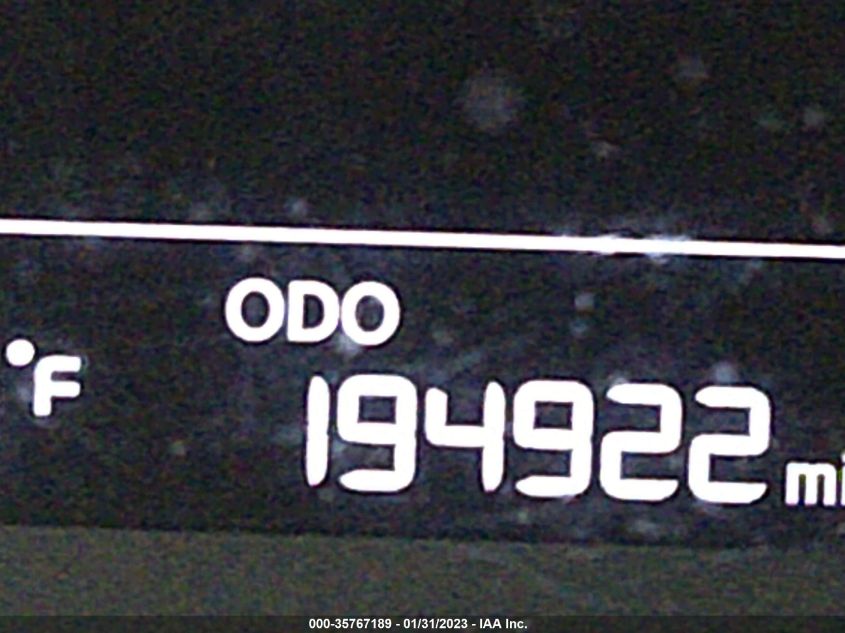 ODO
°F
194922 mi
000-35767189 - 01/31/2023 - IAA Inc.